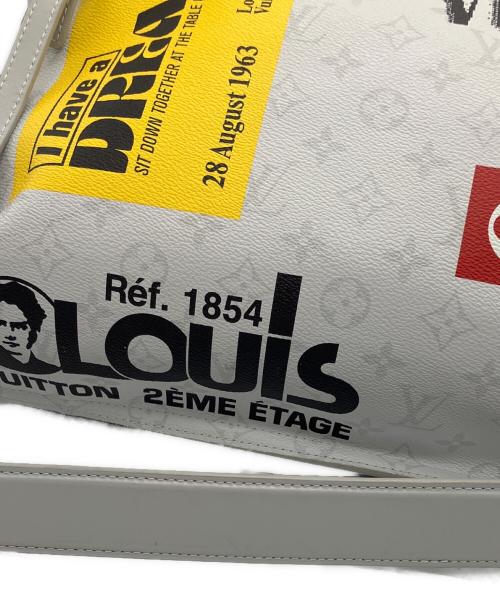 I have a
DREA
SIT DOWN TOGETHER AT THE TABLE
28 August 1963
Réf. 1854
LOUIS
UITTON 2ÈME ÉTAGE